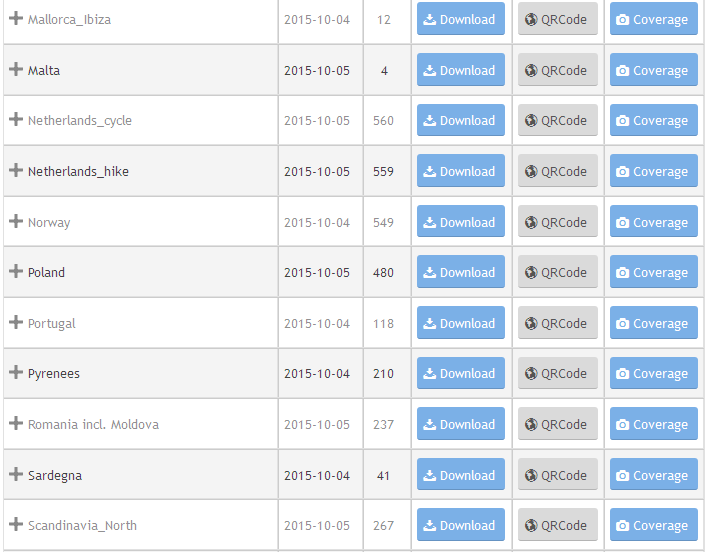 Mallorca_Ibiza 2015-10-04 12 Download QRCode Coverage
Malta 2015-10-05 4 Download QRCode Coverage
Netherlands_cycle 2015-10-05 560 Download QRCode Coverage
Netherlands_hike 2015-10-05 559 Download QRCode Coverage
Norway 2015-10-04 549 Download QRCode Coverage
Poland 2015-10-05 480 Download QRCode Coverage
Portugal 2015-10-04 118 Download QRCode Coverage
Pyrenees 2015-10-04 210 Download QRCode Coverage
Romania incl. Moldova 2015-10-05 237 Download QRCode Coverage
Sardegna 2015-10-04 41 Download QRCode Coverage
Scandinavia_North 2015-10-05 267 Download QRCode Coverage